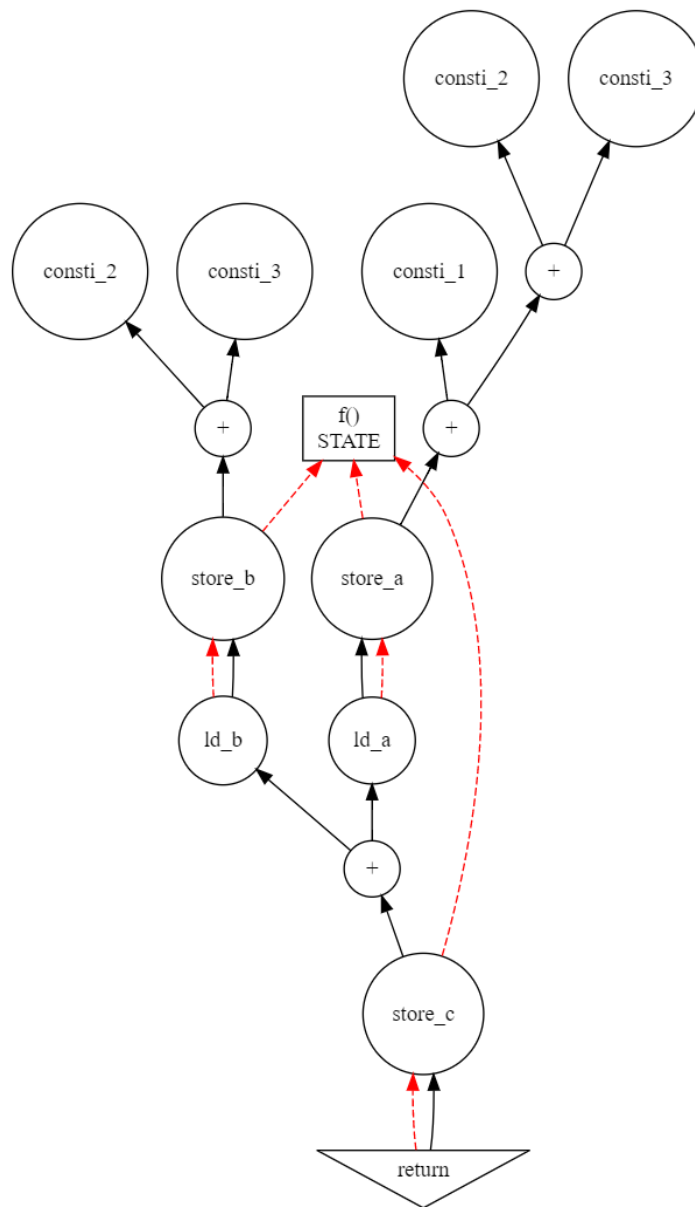 consti_2
consti_3
consti_2
consti_3
consti_1
+
+
f()
STATE
+
store_b
store_a
ld_b
ld_a
+
store_c
return